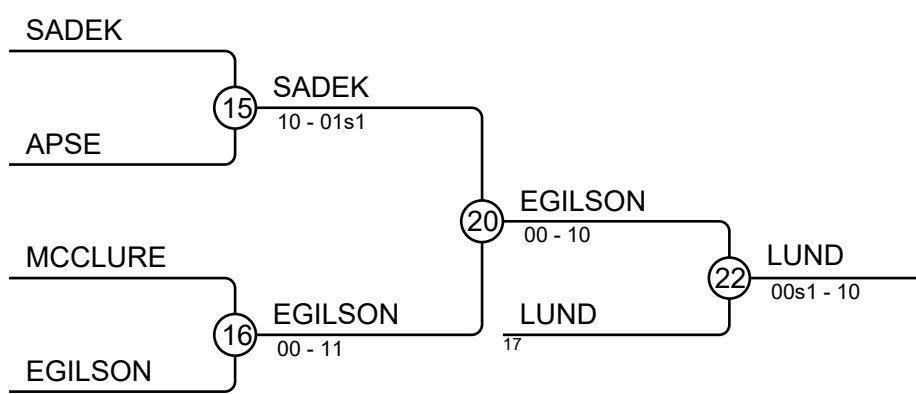 SADEK
15
SADEK
10 - 01s1
APSE
20
EGILSON
00 - 10
MCCLURE
22
LUND
00s1 - 10
16
EGILSON
00 - 11
LUND
17
EGILSON